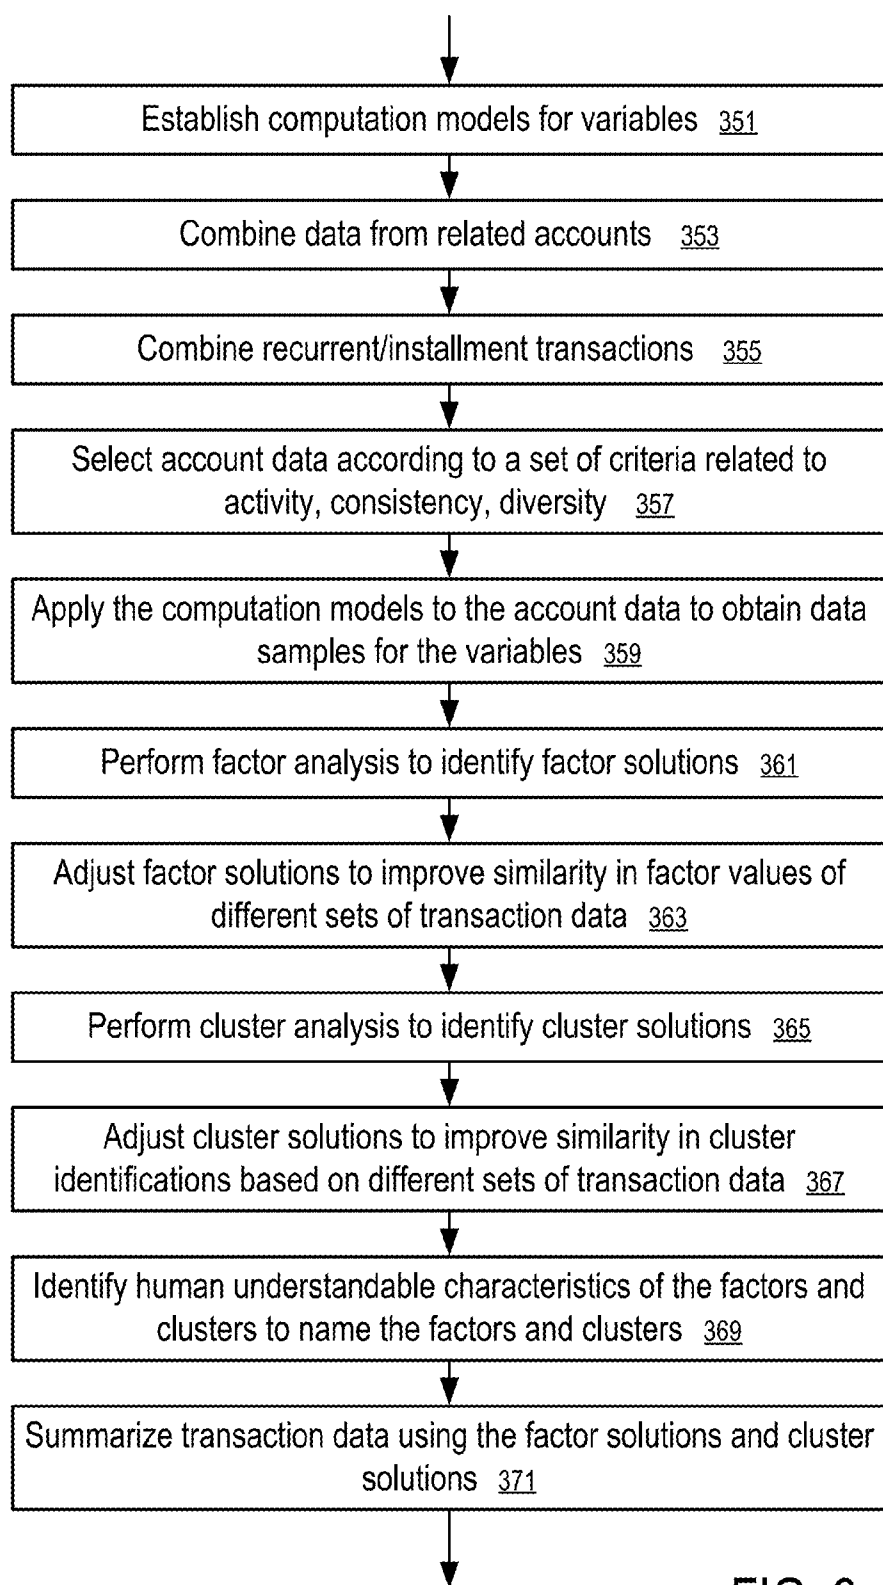 Establish computation models for variables 351
Combine data from related accounts 353
Combine recurrent/installment transactions 355
Select account data according to a set of criteria related to
activity, consistency, diversity 357
Apply the computation models to the account data to obtain data
samples for the variables 359
Perform factor analysis to identify factor solutions 361
Adjust factor solutions to improve similarity in factor values of
different sets of transaction data 363
Perform cluster analysis to identify cluster solutions 365
Adjust cluster solutions to improve similarity in cluster
identifications based on different sets of transaction data 367
Identify human understandable characteristics of the factors and
clusters to name the factors and clusters 369
Summarize transaction data using the factor solutions and cluster
solutions 371